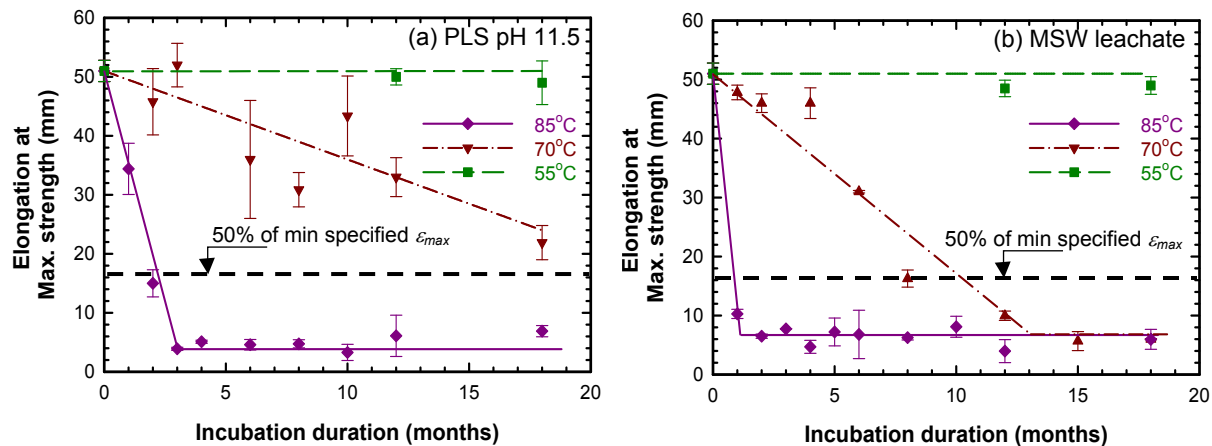 (a) PLS pH 11.5
Elongation at
Max. strength (mm)
60
50
40
30
20
10
0
85°C
70°C
55°C
50% of min specified εmax
0 5 10 15 20
Incubation duration (months)
(b) MSW leachate
Elongation at
Max. strength (mm)
60
50
40
30
20
10
0
85°C
70°C
55°C
50% of min specified εmax
0 5 10 15 20
Incubation duration (months)